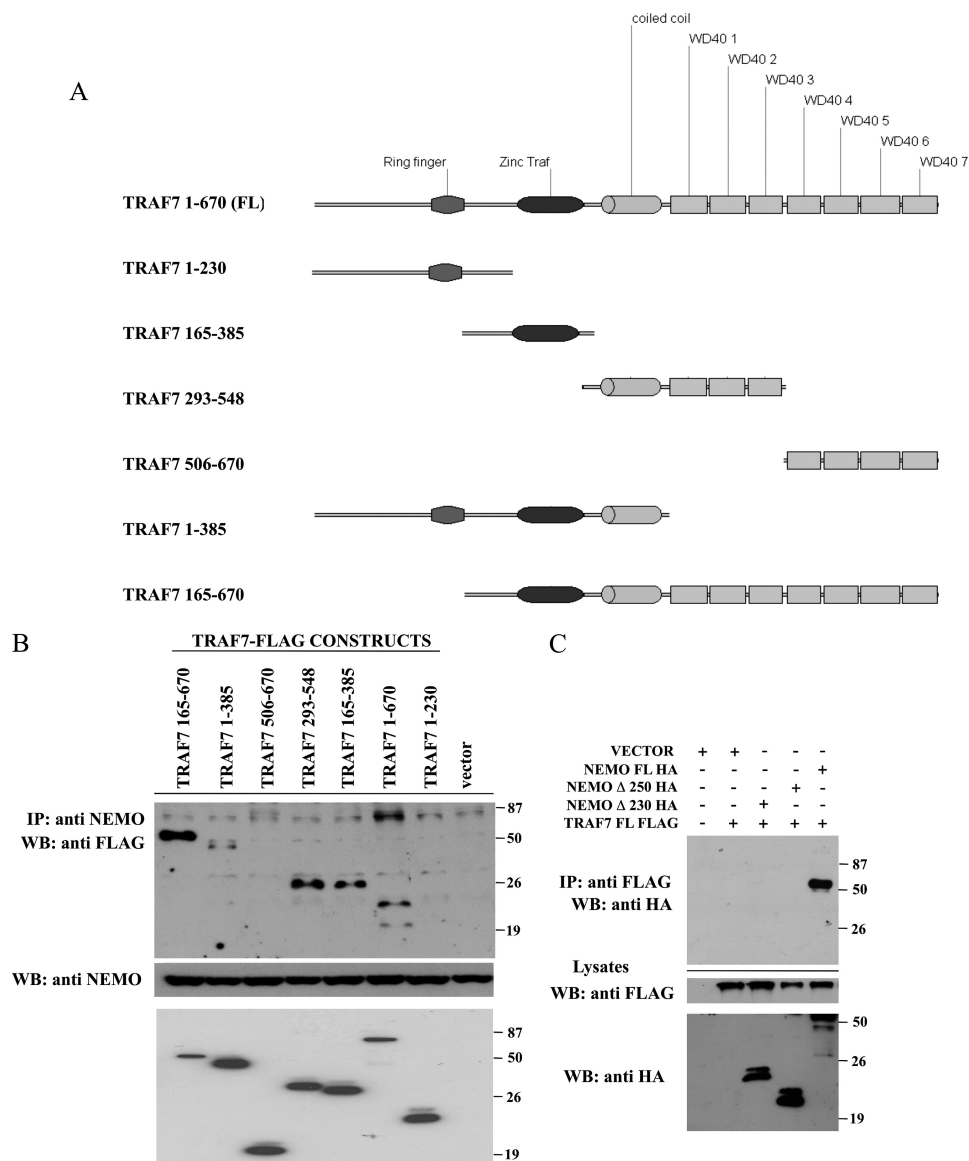 A
coiled coil
WD40 1
WD40 2
WD40 3
WD40 4
WD40 5
WD40 6
WD40 7
Ring finger
Zinc Traf
TRAF7 1-670 (FL)
TRAF7 1-230
TRAF7 165-385
TRAF7 293-548
TRAF7 506-670
TRAF7 1-385
TRAF7 165-670
B
TRAF7-FLAG CONSTRUCTS
TRAF7 165-670
TRAF7 1-385
TRAF7 506-670
TRAF7 293-548
TRAF7 165-385
TRAF7 1-670
TRAF7 1-230
vector
IP: anti NEMO
WB: anti FLAG
87
50
26
19
WB: anti NEMO
87
50
26
19
C
VECTOR + + - - -
NEMO FL HA - - - - +
NEMO Δ 250 HA - - - + -
NEMO Δ 230 HA - - + - -
TRAF7 FL FLAG - + + + +
IP: anti FLAG
WB: anti HA
87
50
26
Lysates
WB: anti FLAG
WB: anti HA
50
26
19